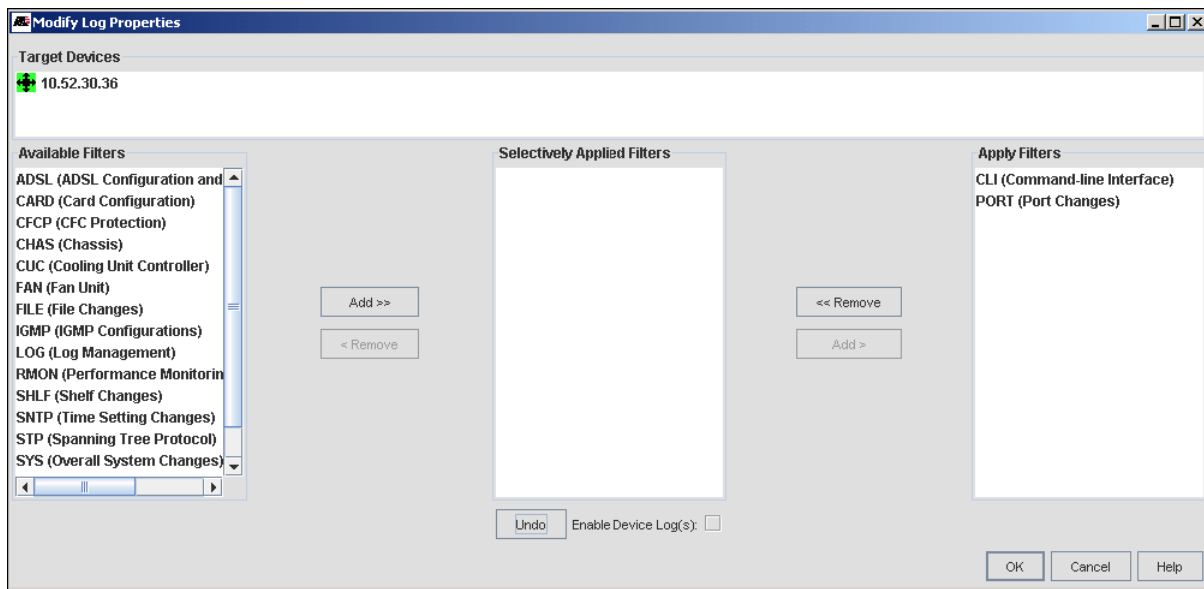 Modify Log Properties
Target Devices
10.52.30.36
Available Filters
ADSL (ADSL Configuration and
CARD (Card Configuration)
CFCP (CFC Protection)
CHAS (Chassis)
CUC (Cooling Unit Controller)
FAN (Fan Unit)
FILE (File Changes)
IGMP (IGMP Configurations)
LOG (Log Management)
RMON (Performance Monitorin
SHLF (Shelf Changes)
SNTP (Time Setting Changes)
STP (Spanning Tree Protocol)
SYS (Overall System Changes)
Add >>
< Remove
Selectively Applied Filters
Undo
Enable Device Log(s):
<< Remove
Add >
Apply Filters
CLI (Command-line Interface)
PORT (Port Changes)
OK
Cancel
Help